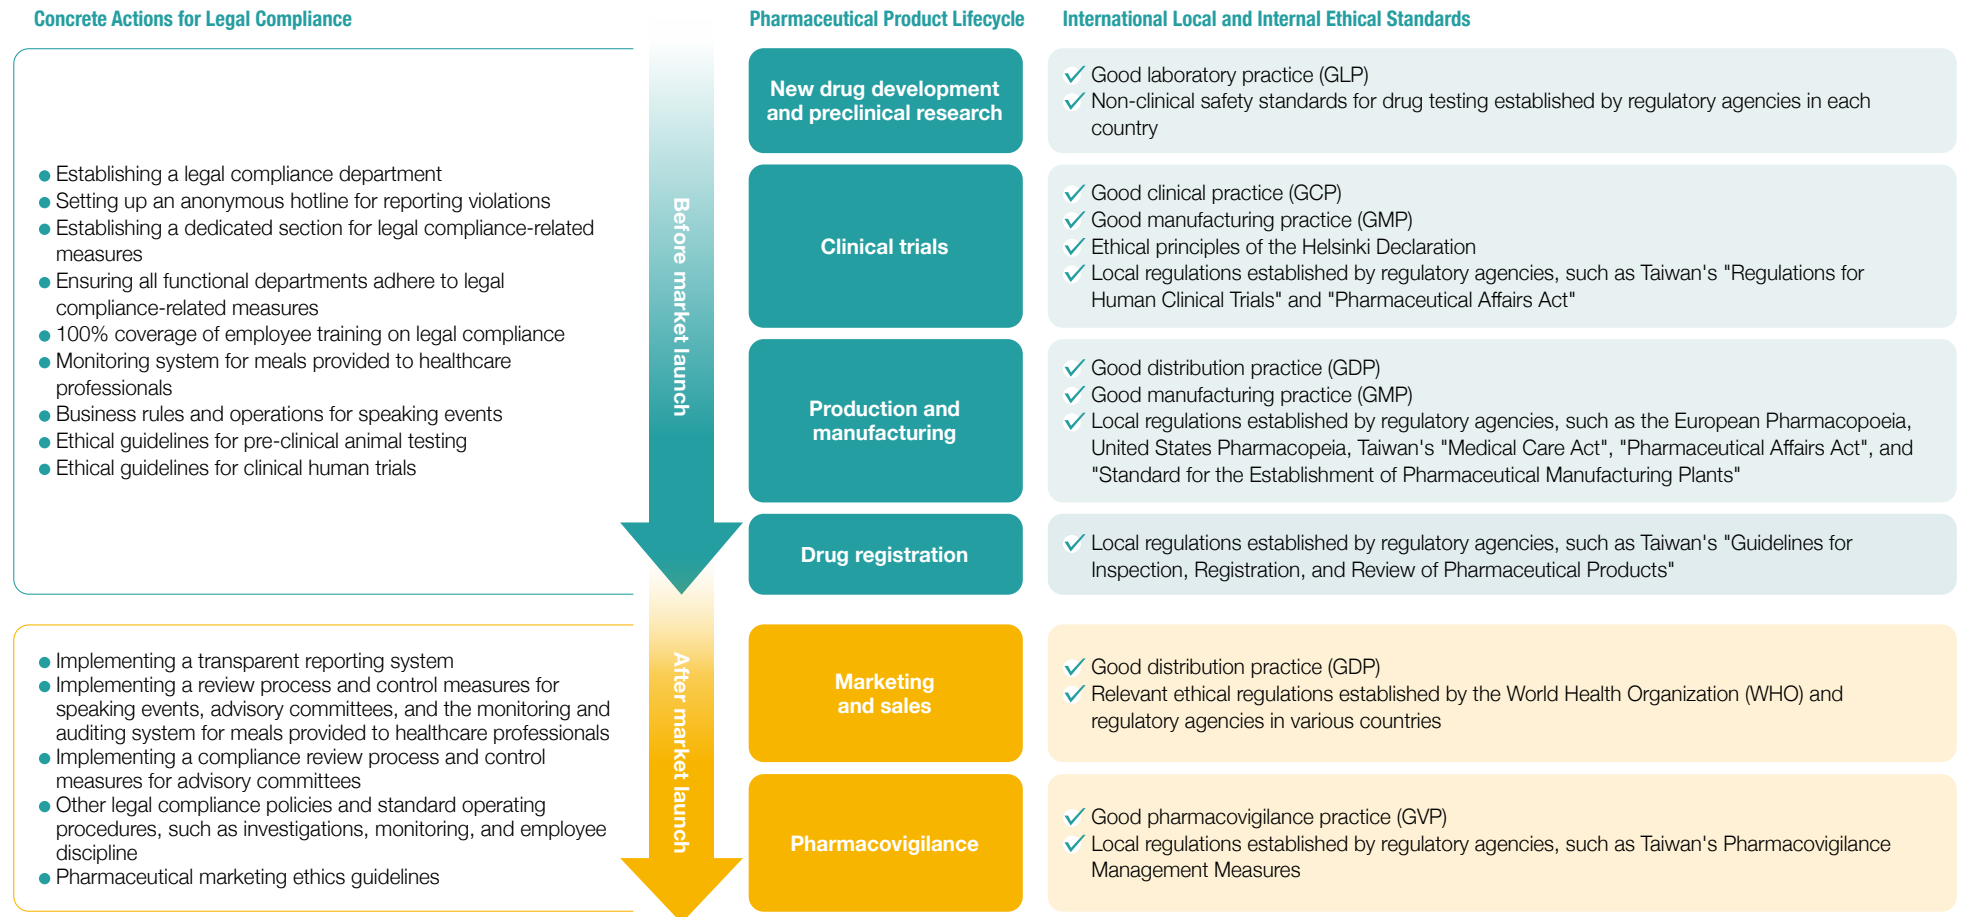 Concrete Actions for Legal Compliance
Establishing a legal compliance department
Setting up an anonymous hotline for reporting violations
Establishing a dedicated section for legal compliance-related
measures
Ensuring all functional departments adhere to legal
compliance-related measures
100% coverage of employee training on legal compliance
Monitoring system for meals provided to healthcare
professionals
Business rules and operations for speaking events
Ethical guidelines for pre-clinical animal testing
Ethical guidelines for clinical human trials
Implementing a transparent reporting system
Implementing a review process and control measures for
speaking events, advisory committees, and the monitoring and
auditing system for meals provided to healthcare professionals
Implementing a compliance review process and control
measures for advisory committees
Other legal compliance policies and standard operating
procedures, such as investigations, monitoring, and employee
discipline
Pharmaceutical marketing ethics guidelines
Before market launch
After market launch
Pharmaceutical Product Lifecycle
International Local and Internal Ethical Standards
New drug development
and preclinical research
Good laboratory practice (GLP)
Non-clinical safety standards for drug testing established by regulatory agencies in each
country
Clinical trials
Good clinical practice (GCP)
Good manufacturing practice (GMP)
Ethical principles of the Helsinki Declaration
Local regulations established by regulatory agencies, such as Taiwan's "Regulations for
Human Clinical Trials" and "Pharmaceutical Affairs Act"
Production and
manufacturing
Good distribution practice (GDP)
Good manufacturing practice (GMP)
Local regulations established by regulatory agencies, such as the European Pharmacopoeia,
United States Pharmacopeia, Taiwan's "Medical Care Act", "Pharmaceutical Affairs Act", and
"Standard for the Establishment of Pharmaceutical Manufacturing Plants"
Drug registration
Local regulations established by regulatory agencies, such as Taiwan's "Guidelines for
Inspection, Registration, and Review of Pharmaceutical Products"
Marketing
and sales
Good distribution practice (GDP)
Relevant ethical regulations established by the World Health Organization (WHO) and
regulatory agencies in various countries
Pharmacovigilance
Good pharmacovigilance practice (GVP)
Local regulations established by regulatory agencies, such as Taiwan's Pharmacovigilance
Management Measures